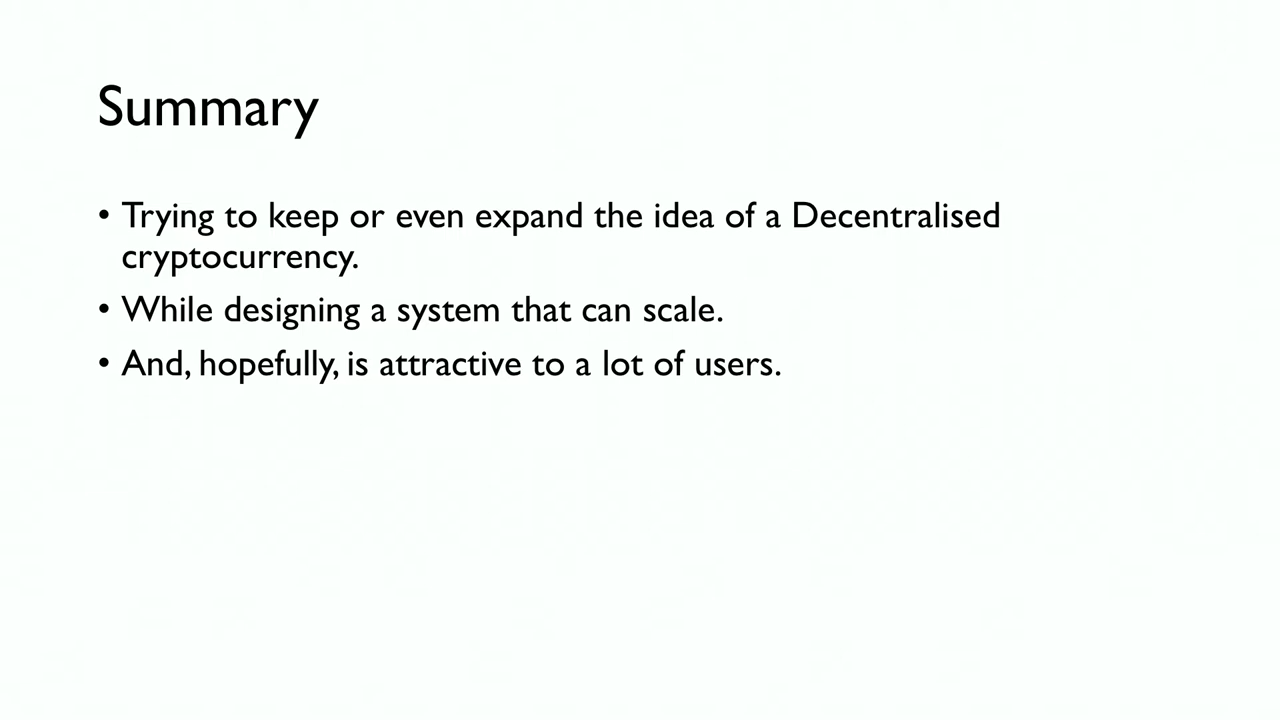 Summary
• Trying to keep or even expand the idea of a Decentralised
cryptocurrency.
• While designing a system that can scale.
• And, hopefully, is attractive to a lot of users.